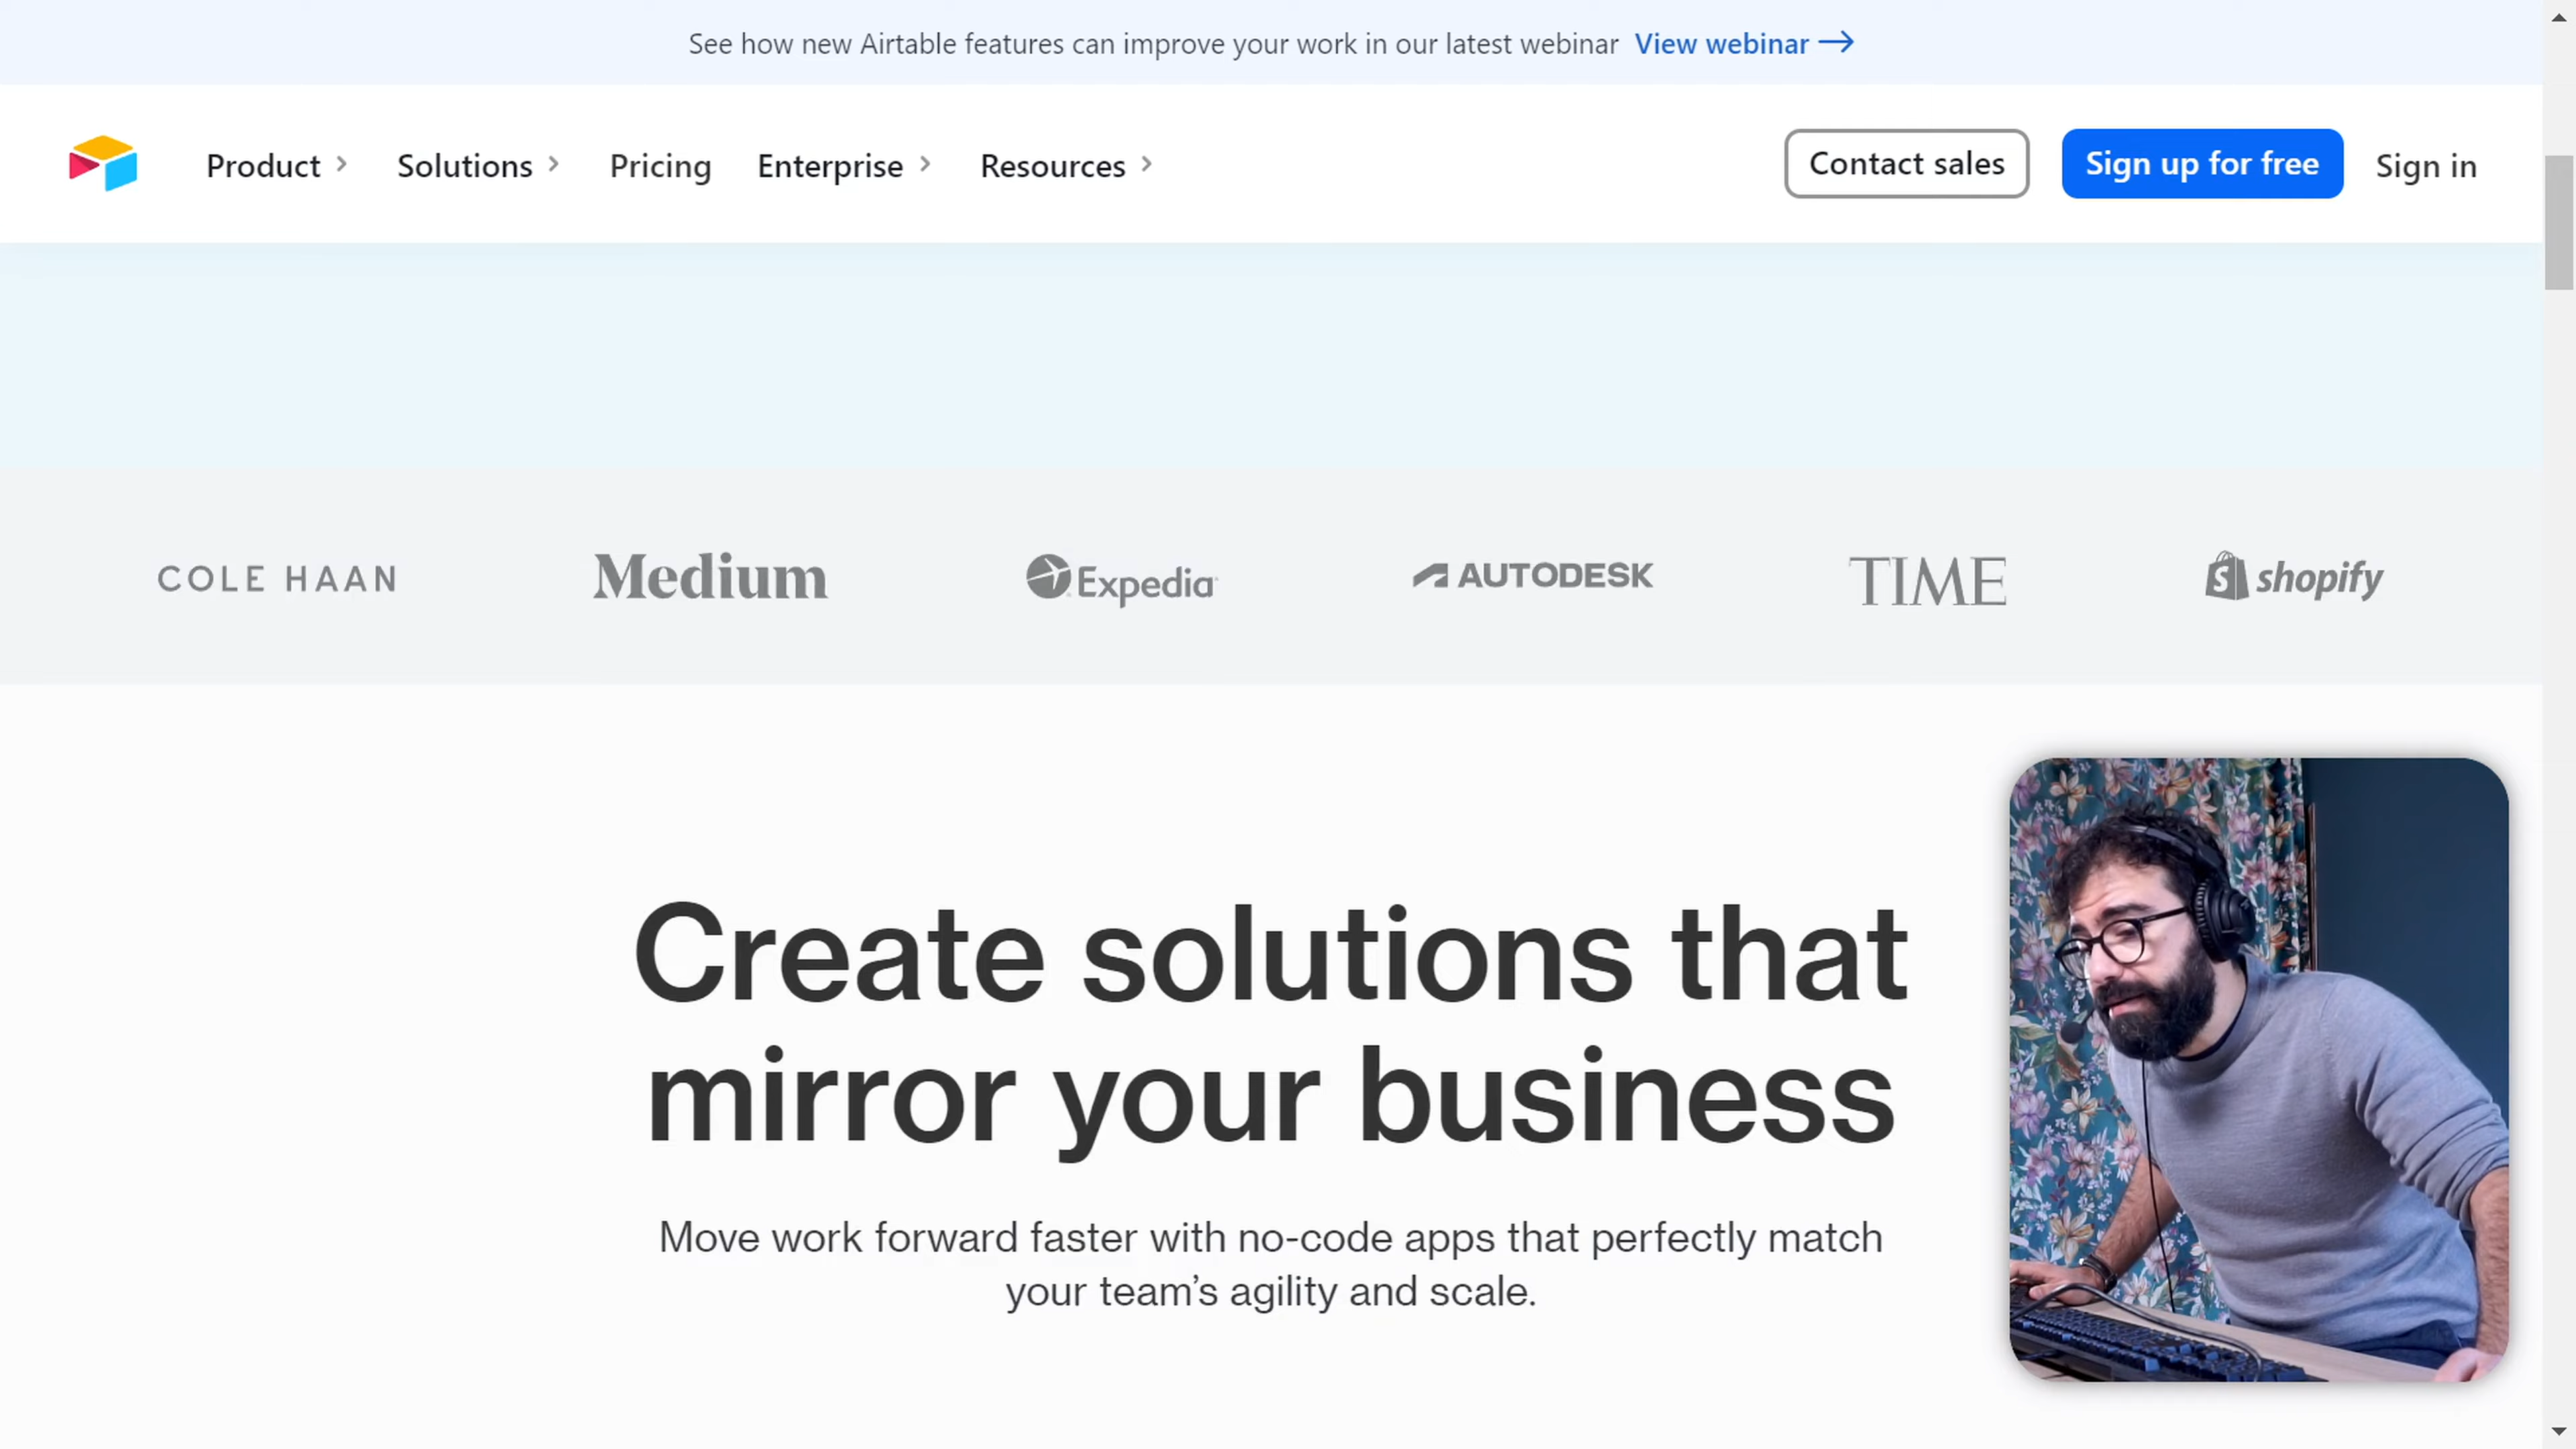 See how new Airtable features can improve your work in our latest webinar View webinar →
Product Solutions Pricing Enterprise Resources Contact sales Sign up for free Sign in
COLE HAAN Medium Expedia AUTODESK TIME shopify
Create solutions that
mirror your business
Move work forward faster with no-code apps that perfectly match
your team’s agility and scale.